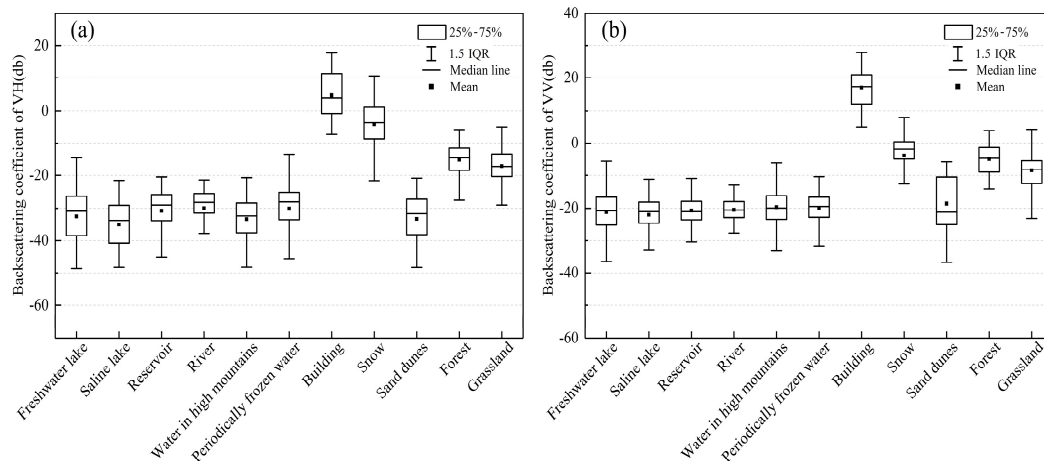 (a)
25%-75%
1.5 IQR
Median line
Mean
Backscattering coefficient of VH(db)
20
0
-20
-40
-60
Freshwater lake
Saline lake
Reservoir
River
Water in high mountains
Periodically frozen water
Building
Snow
Sand dunes
Forest
Grassland
(b)
25%-75%
1.5 IQR
Median line
Mean
Backscattering coefficient of VV(db)
40
20
0
-20
-40
-60
Freshwater lake
Saline lake
Reservoir
River
Water in high mountains
Periodically frozen water
Building
Snow
Sand dunes
Forest
Grassland